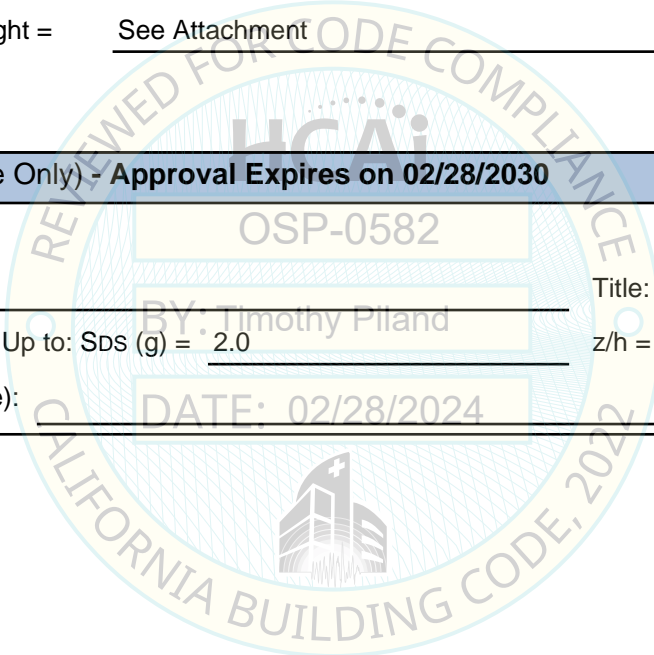 ght = See Attachment
REVIEWED FOR CODE COMPLIANCE
HCAi
e Only) - Approval Expires on 02/28/2030
OSP-0582
Title:
BY: Timothy Piland
Up to: SDS (g) = 2.0 z/h =
e):
DATE: 02/28/2024
CALIFORNIA BUILDING CODE, 2022